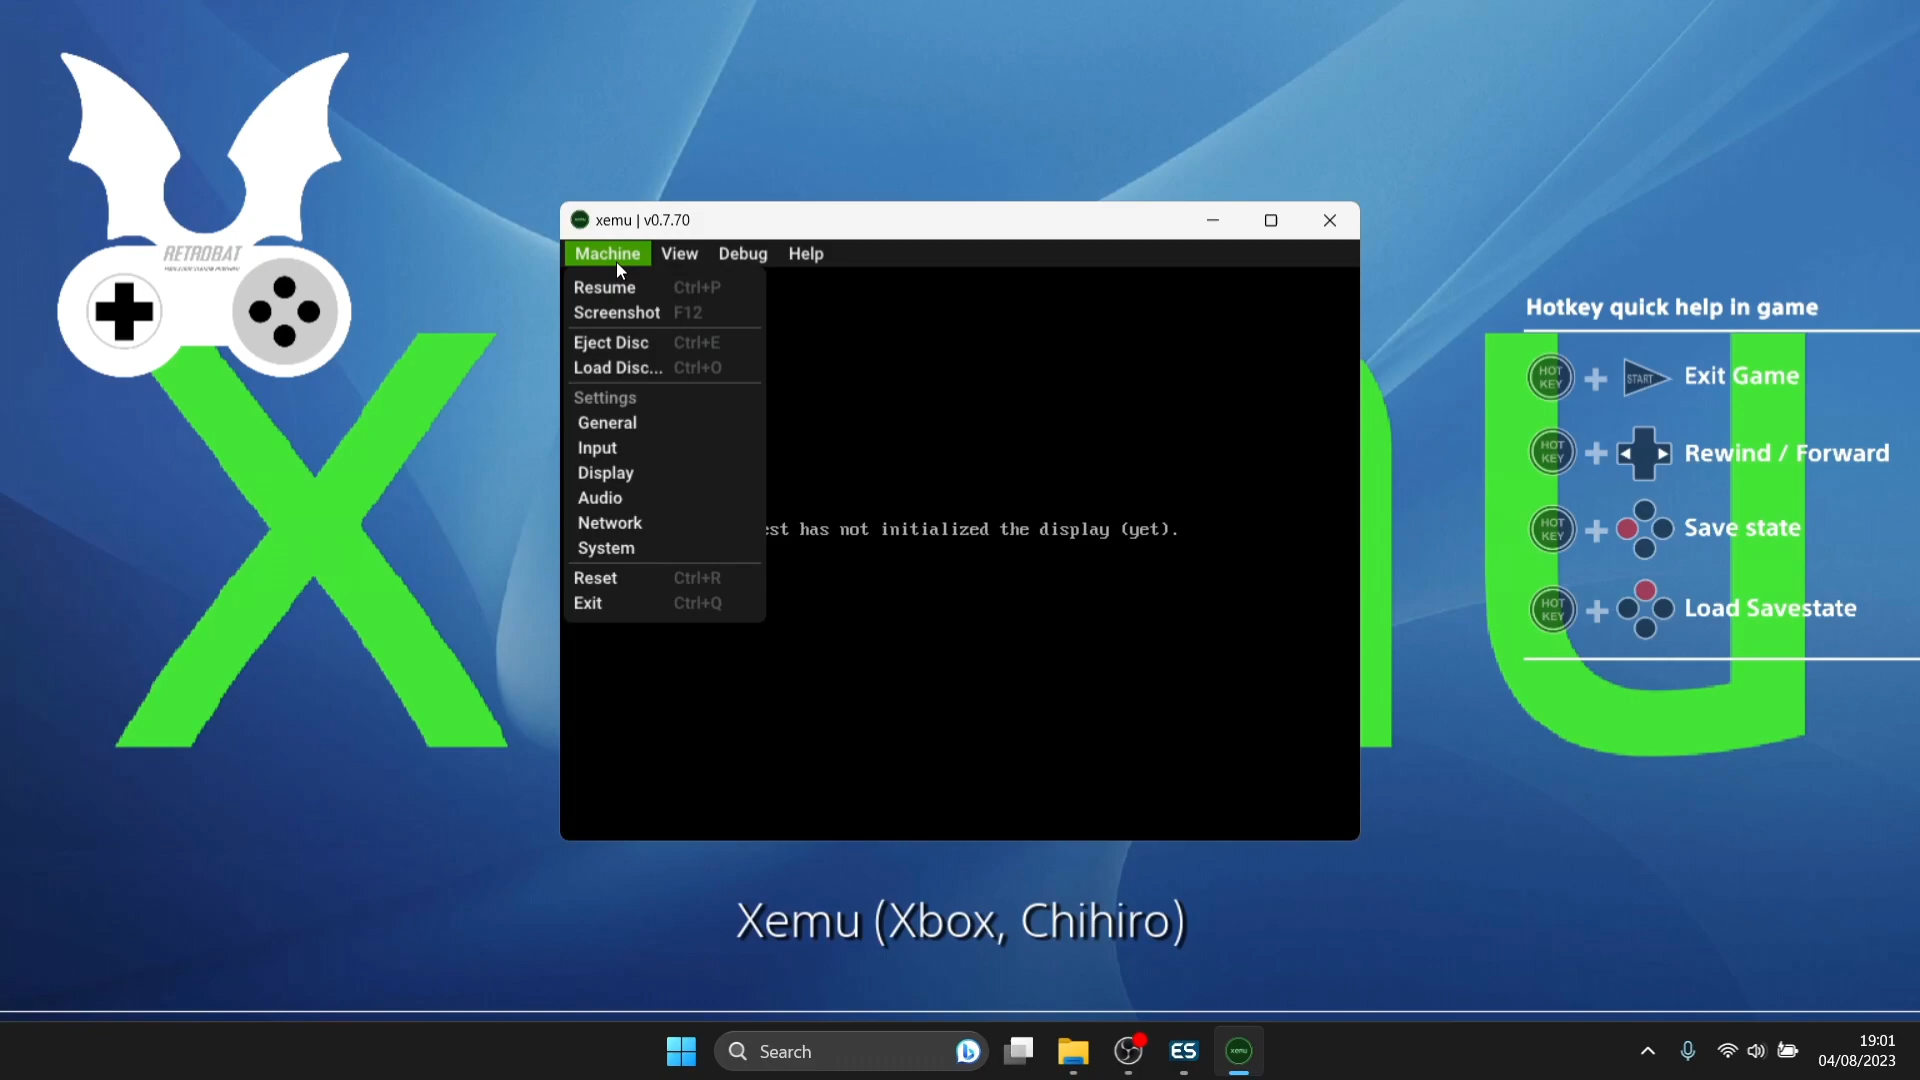 RETROBAT
Hotkey quick help in game
HOT KEY + START Exit Game
HOT KEY + Rewind / Forward
HOT KEY + Save state
HOT KEY + Load Savestate
xemu | v0.7.70
Machine View Debug Help
Resume Ctrl+P
Screenshot F12
Eject Disc Ctrl+E
Load Disc... Ctrl+O
Settings
General
Input
Display
Audio
Network
System
Reset Ctrl+R
Exit Ctrl+Q
has not initialized the display (yet).
X
U
Xemu (Xbox, Chihiro)
Search
ES
xemu
19:01
04/08/2023